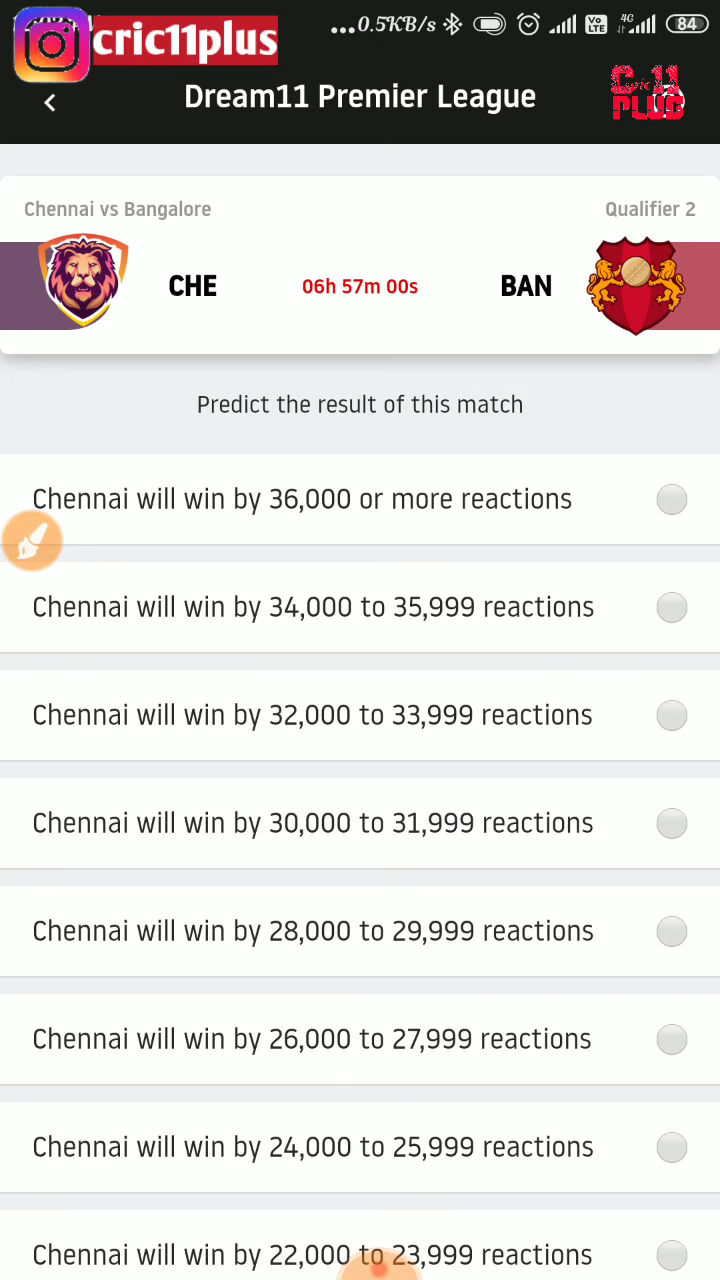 cric11plus
...0.5KB/s
Vo
LTE
4G
84
Dream11 Premier League
Cric11
PLUG
Chennai vs Bangalore
Qualifier 2
CHE
06h 57m 00s
BAN
Predict the result of this match
Chennai will win by 36,000 or more reactions
Chennai will win by 34,000 to 35,999 reactions
Chennai will win by 32,000 to 33,999 reactions
Chennai will win by 30,000 to 31,999 reactions
Chennai will win by 28,000 to 29,999 reactions
Chennai will win by 26,000 to 27,999 reactions
Chennai will win by 24,000 to 25,999 reactions
Chennai will win by 22,000 to 23,999 reactions